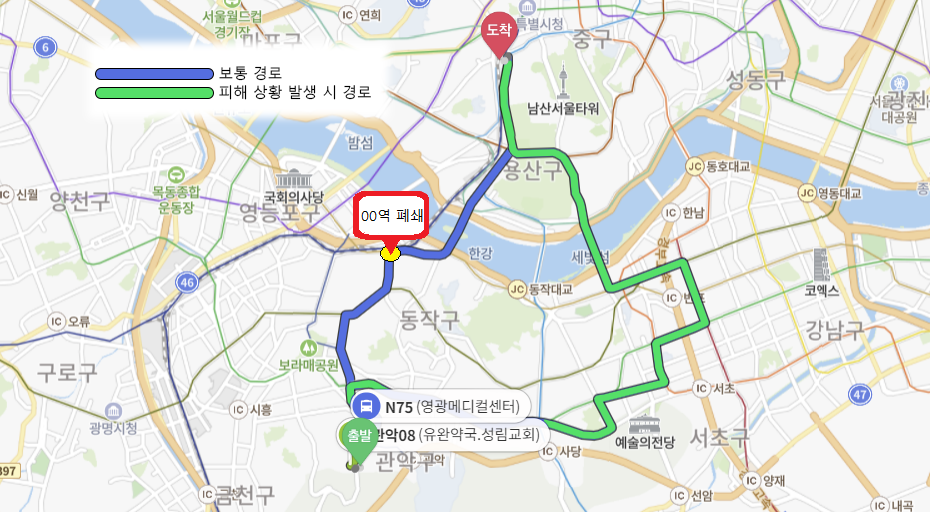 서울월드컵
경기장
IC 연희
특별시청
도착
중구
마포구
6
보통 경로
피해 상황 발생 시 경로
남산서울타워
성동구
광진
대공원
밤섬
용산구
JC 동호대교
IC 신월
양천구
목동종합
운동장
국회의사당
영등포구
JC 영동대교
00역 폐쇄
IC 한남
한강
세빛섬
46
JC 동작대교
IC 반포
코엑스
IC 오류
동작구
강남구
보라매공원
구로구
IC 서초
47
IC 시흥
광명시청
N75 (영광메디컬센터)
출발
관악08 (유완약국.성림교회)
예술의전당
서초구
관악구
IC 사당
397
IC
금천구
IC 선암
IC 양재
IC 내곡